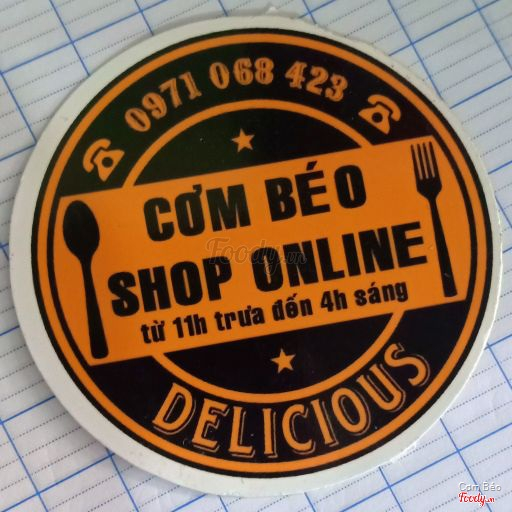 0971 068 423
CƠM BÉO
SHOP ONLINE
từ 11h trưa đến 4h sáng
DELICIOUS
Foody.vn
Cơm Béo
Foody.vn